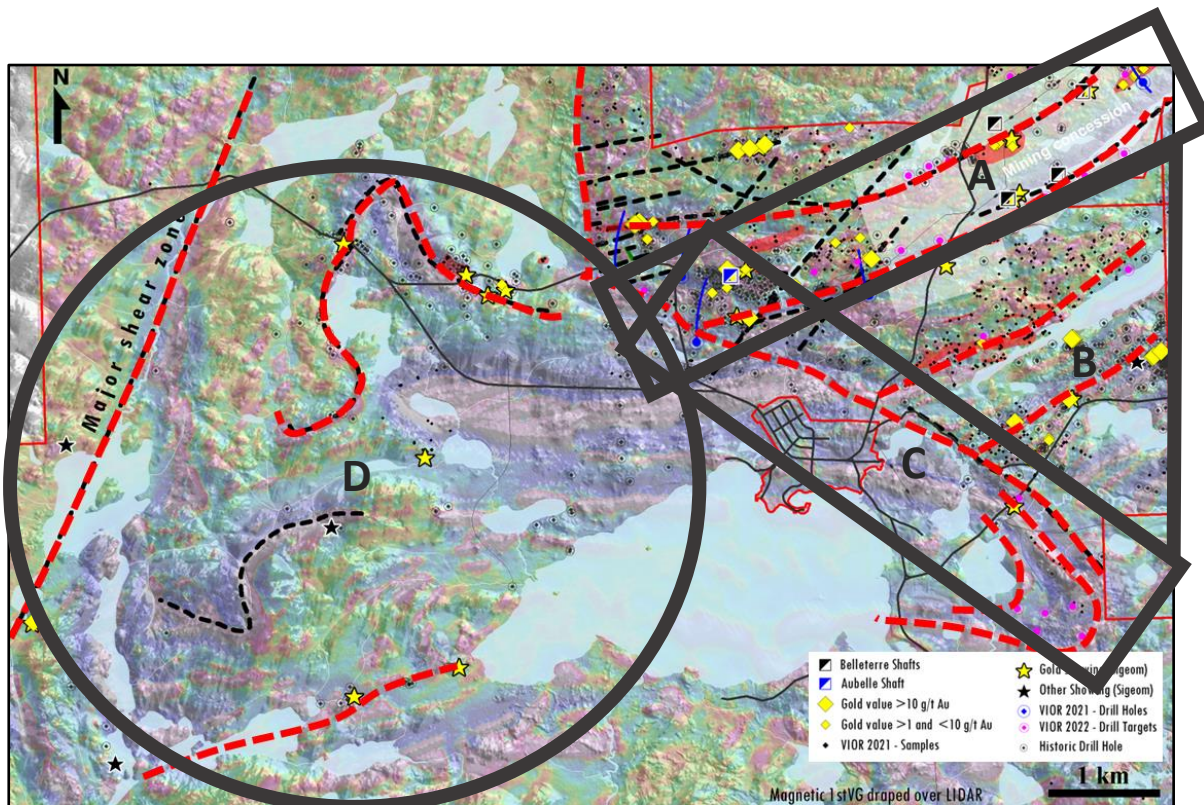 N
Mining concession
A
Major shear zone
B
C
D
Belleterre Shafts
Aubelle Shaft
Gold value >10 g/t Au
Gold value >1 and <10 g/t Au
VIOR 2021 - Samples
Gold
Other Showing (Sigeom)
VIOR 2021 - Drill Holes
VIOR 2022 - Drill Targets
Historic Drill Hole
1 km
Magnetic 1stVG draped over LIDAR